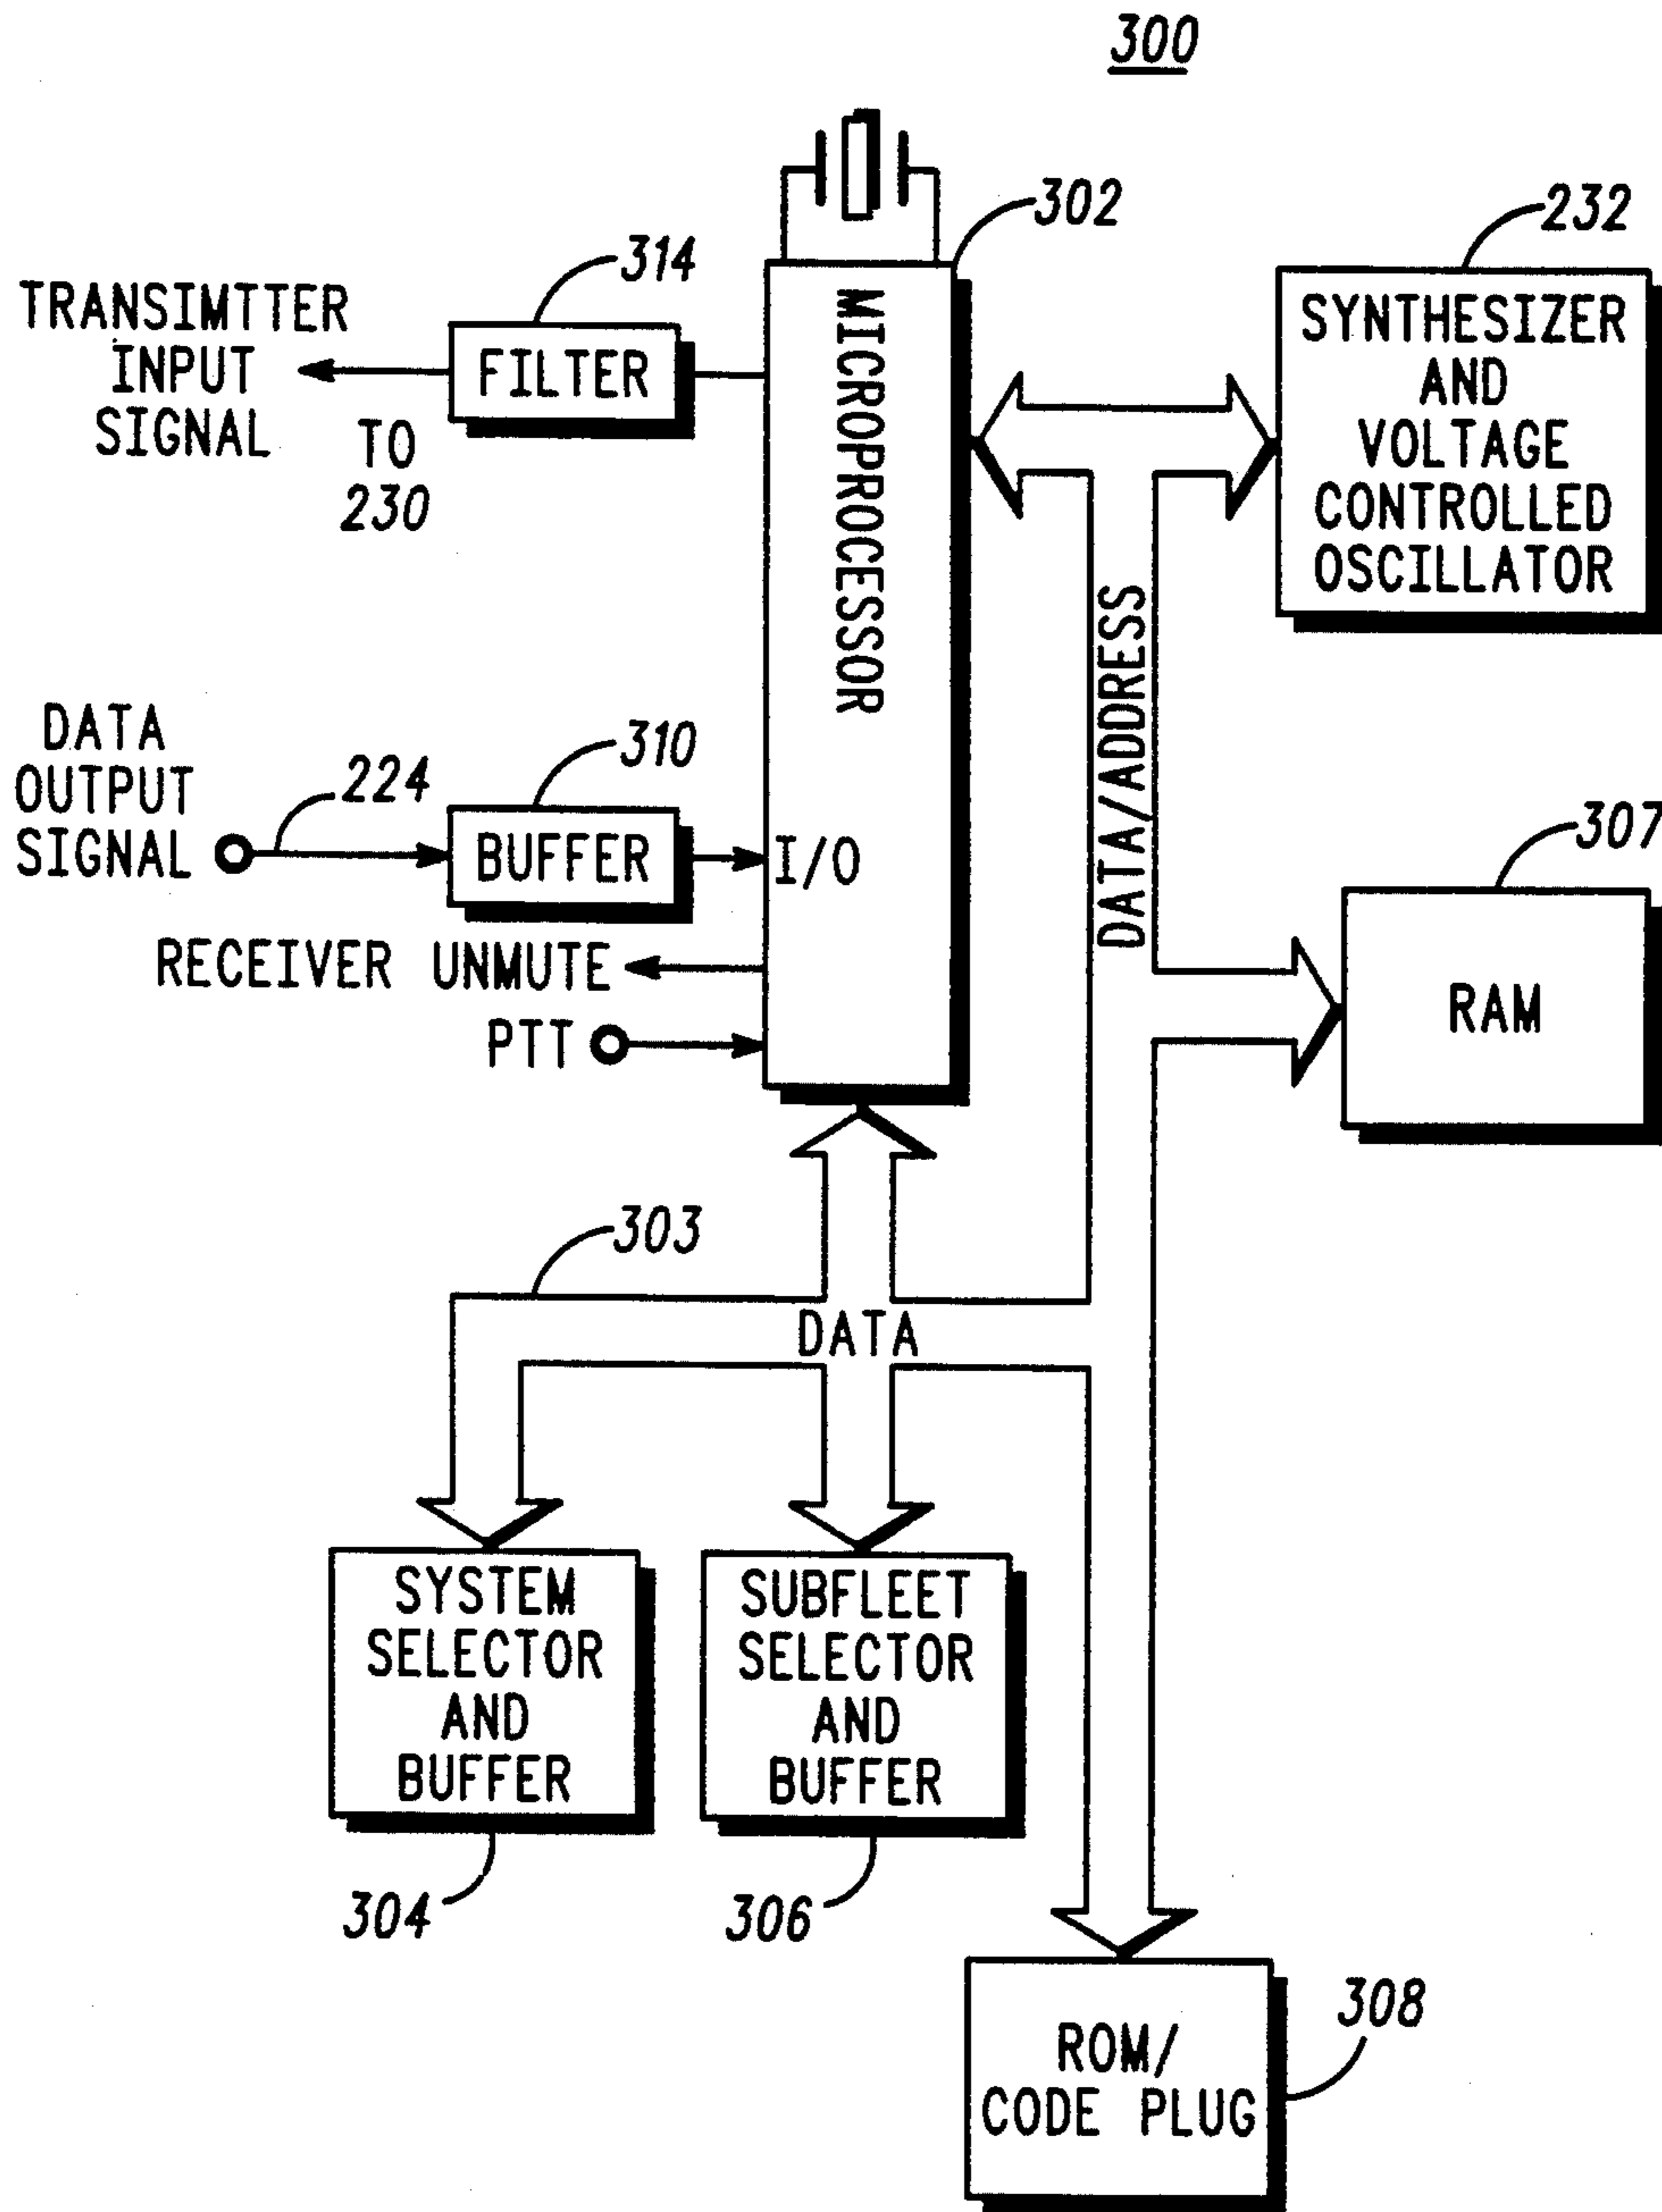 300
302
232
314
TRANSIMTTER
INPUT
SIGNAL
FILTER
TO
230
MICROPROCESSOR
SYNTHESIZER
AND
VOLTAGE
CONTROLLED
OSCILLATOR
DATA/ADDRESS
DATA
OUTPUT
SIGNAL
224
310
BUFFER
I/O
307
RECEIVER UNMUTE
RAM
PTT
303
DATA
SYSTEM
SELECTOR
AND
BUFFER
SUBFLEET
SELECTOR
AND
BUFFER
304
306
308
ROM/
CODE PLUG